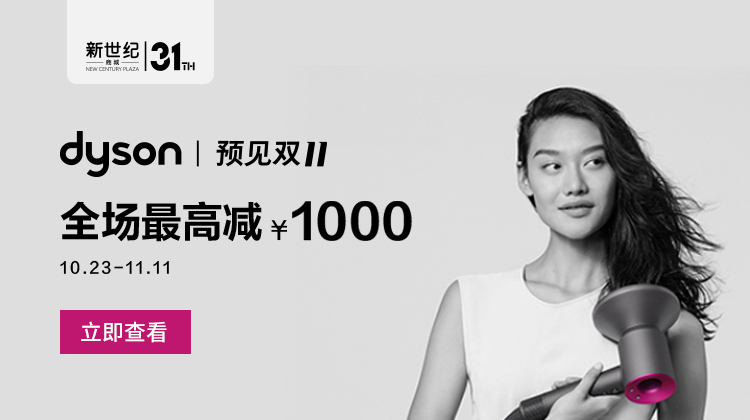 新世纪
商城
NEW CENTURY PLAZA
31TH
dyson | 预见双11
全场最高减 ¥1000
10.23-11.11
立即查看